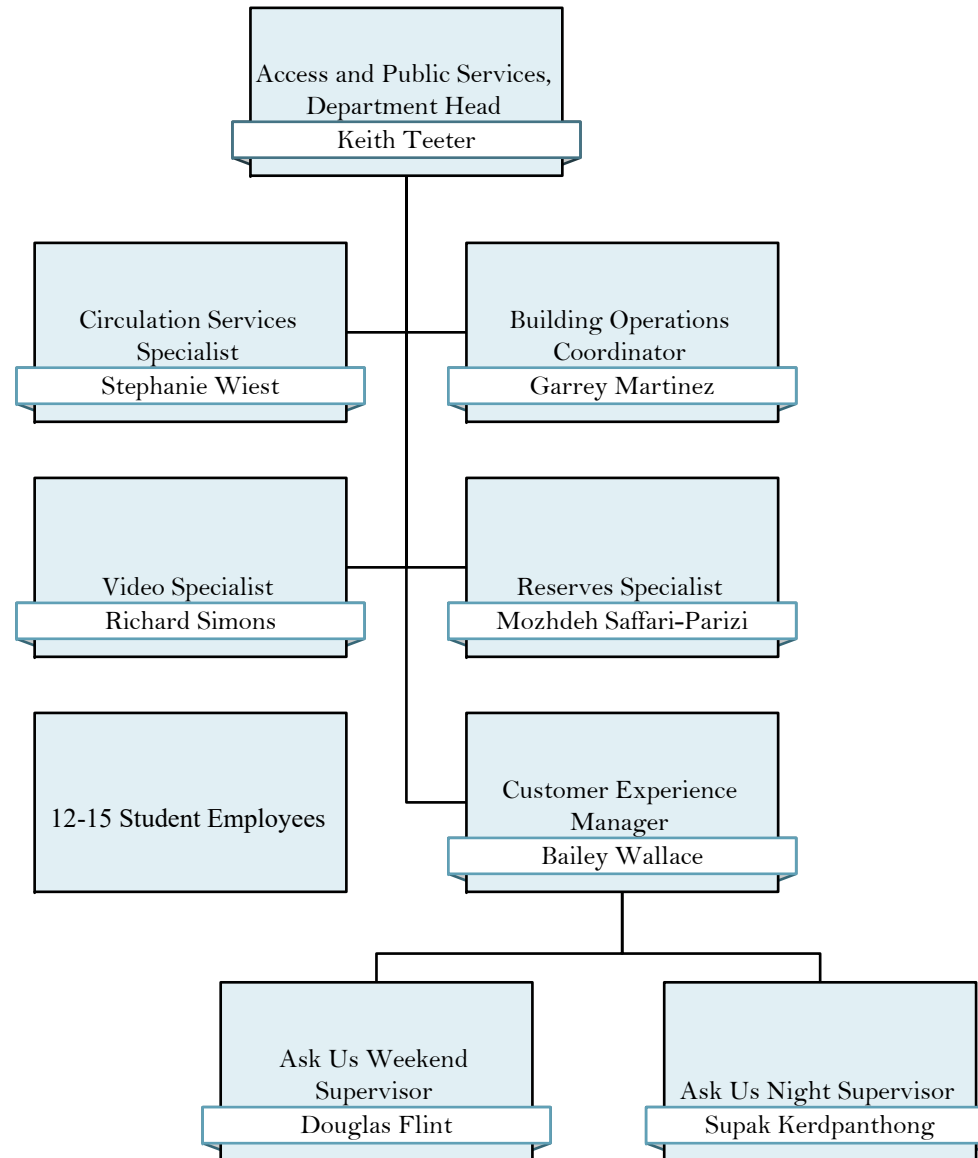 Access and Public Services,
Department Head
Keith Teeter
Circulation Services
Specialist
Stephanie Wiest
Building Operations
Coordinator
Garrey Martinez
Video Specialist
Richard Simons
Reserves Specialist
Mozhdeh Saffari-Parizi
12-15 Student Employees
Customer Experience
Manager
Bailey Wallace
Ask Us Weekend
Supervisor
Douglas Flint
Ask Us Night Supervisor
Supak Kerdpanthong